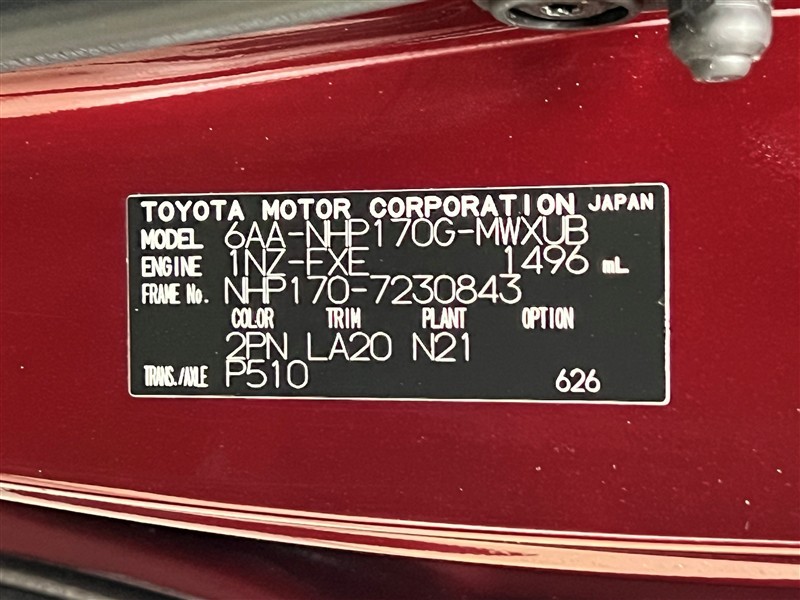 TOYOTA MOTOR CORPORATION JAPAN
MODEL 6AA-NHP170G-MWXUB
ENGINE 1NZ-FXE 1496 mL
FRAME No. NHP170-7230843
COLOR TRIM PLANT OPTION
2PN LA20 N21
TRANS./AXLE P510 626